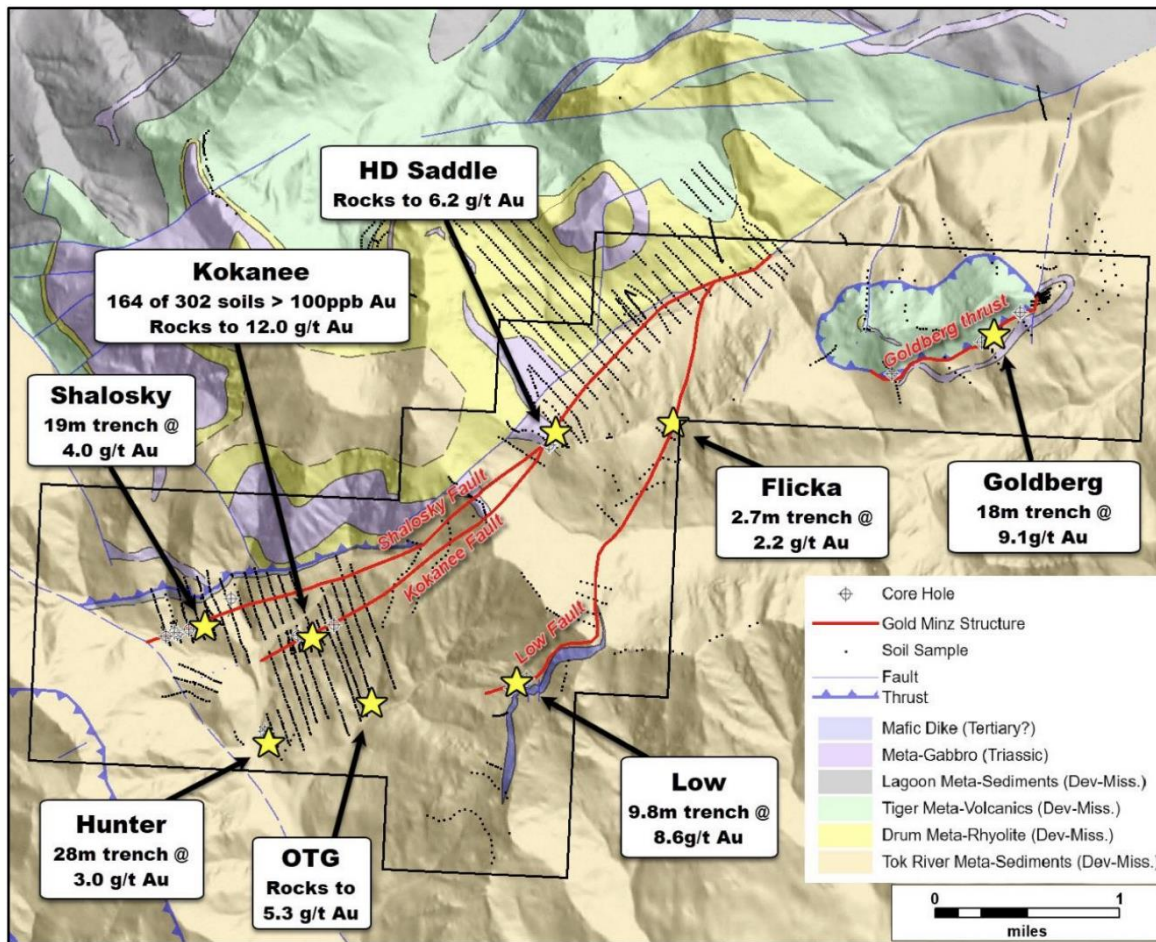 HD Saddle
Rocks to 6.2 g/t Au
Kokanee
164 of 302 soils > 100ppb Au
Rocks to 12.0 g/t Au
Shalosky
19m trench @
4.0 g/t Au
Goldberg thrust
Flicka
2.7m trench @
2.2 g/t Au
Goldberg
18m trench @
9.1g/t Au
Shalosky Fault
Kokanee Fault
Low Fault
Hunter
28m trench @
3.0 g/t Au
OTG
Rocks to
5.3 g/t Au
Low
9.8m trench @
8.6g/t Au
Core Hole
Gold Minz Structure
Soil Sample
Fault
Thrust
Mafic Dike (Tertiary?)
Meta-Gabbro (Triassic)
Lagoon Meta-Sediments (Dev-Miss.)
Tiger Meta-Volcanics (Dev-Miss.)
Drum Meta-Rhyolite (Dev-Miss.)
Tok River Meta-Sediments (Dev-Miss.)
0 1
miles